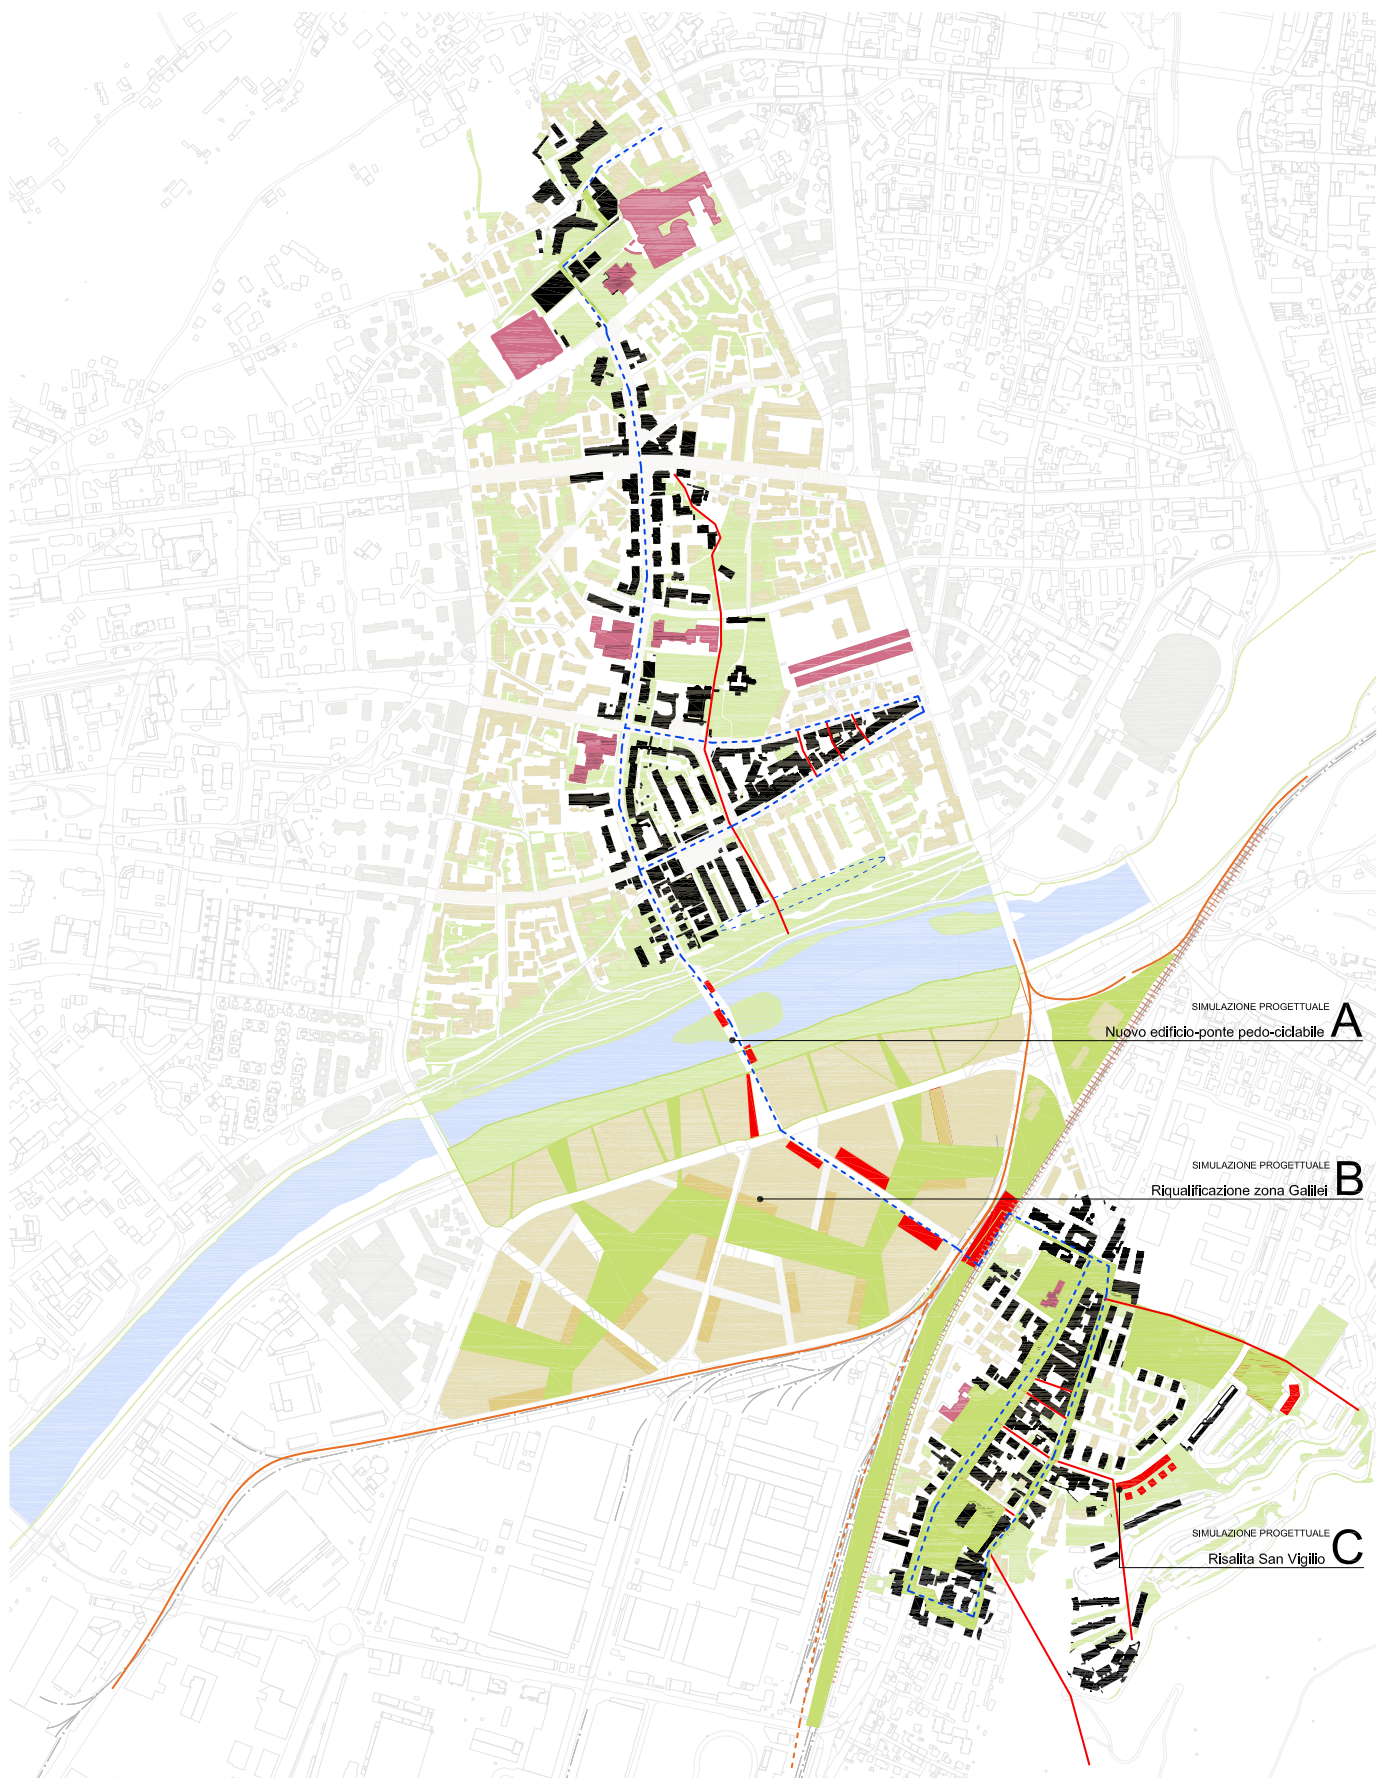 SIMULAZIONE PROGETTUALE A
Nuovo edificio-ponte pedo-ciclabile
SIMULAZIONE PROGETTUALE B
Riqualificazione zona Galilei
SIMULAZIONE PROGETTUALE C
Risalita San Vigilio